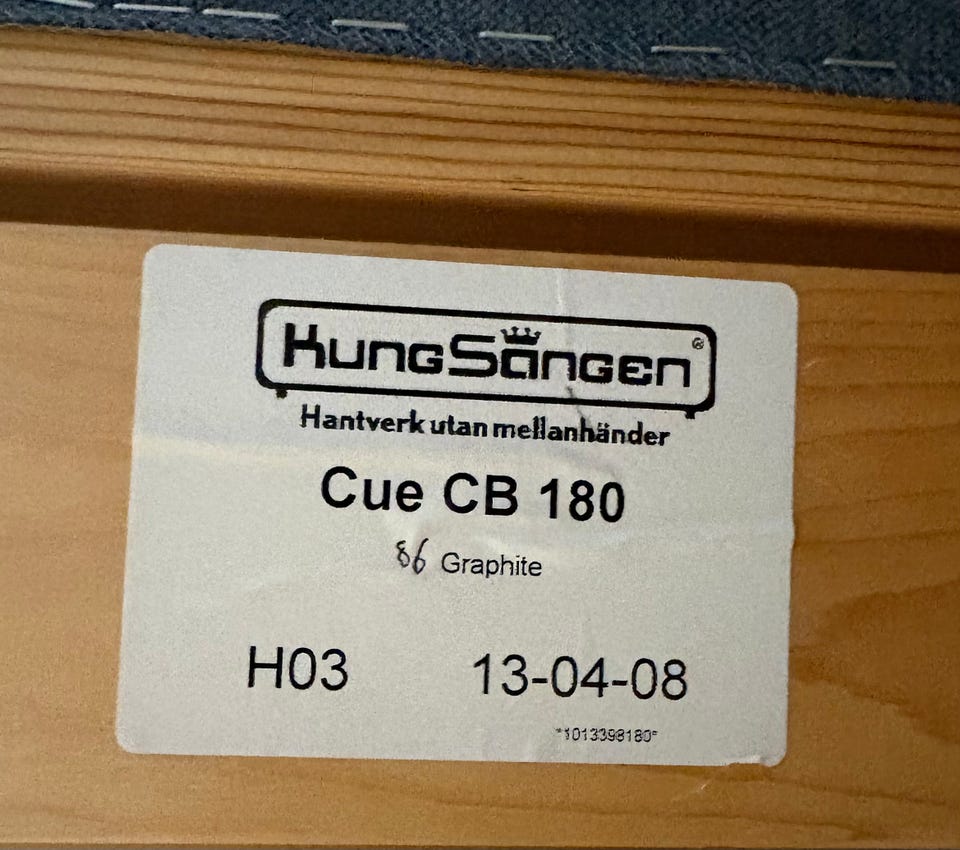 KungSängen®
Hantverk utan mellanhänder
Cue CB 180
86 Graphite
H03 13-04-08
*1013398180*